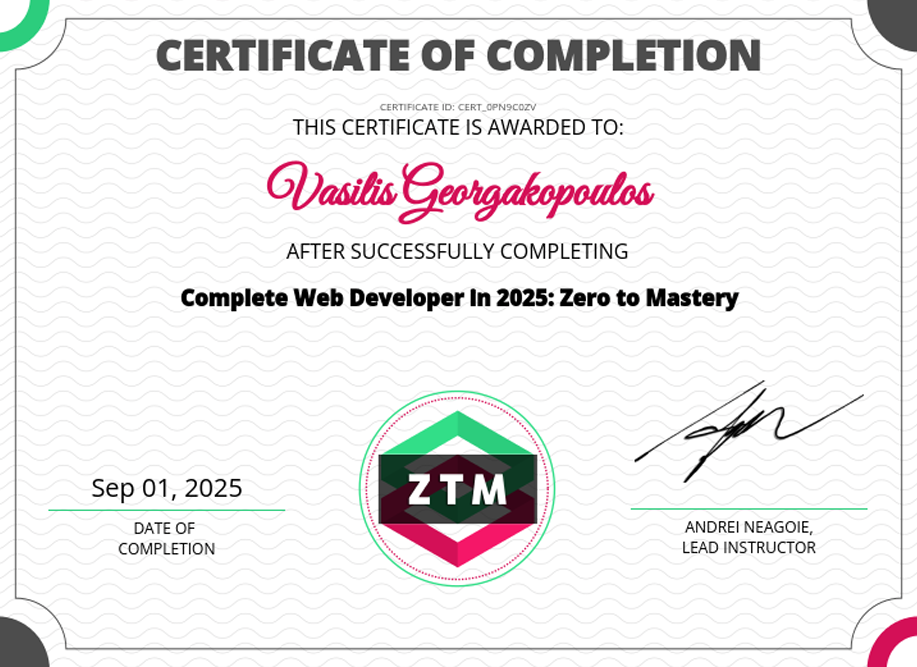 CERTIFICATE OF COMPLETION
CERTIFICATE ID: CERT_0PN9C0ZV
THIS CERTIFICATE IS AWARDED TO:
Vasilis Georgakopoulos
AFTER SUCCESSFULLY COMPLETING
Complete Web Developer in 2025: Zero to Mastery
ZTM
Sep 01, 2025
DATE OF
COMPLETION
ANDREI NEAGOIE,
LEAD INSTRUCTOR